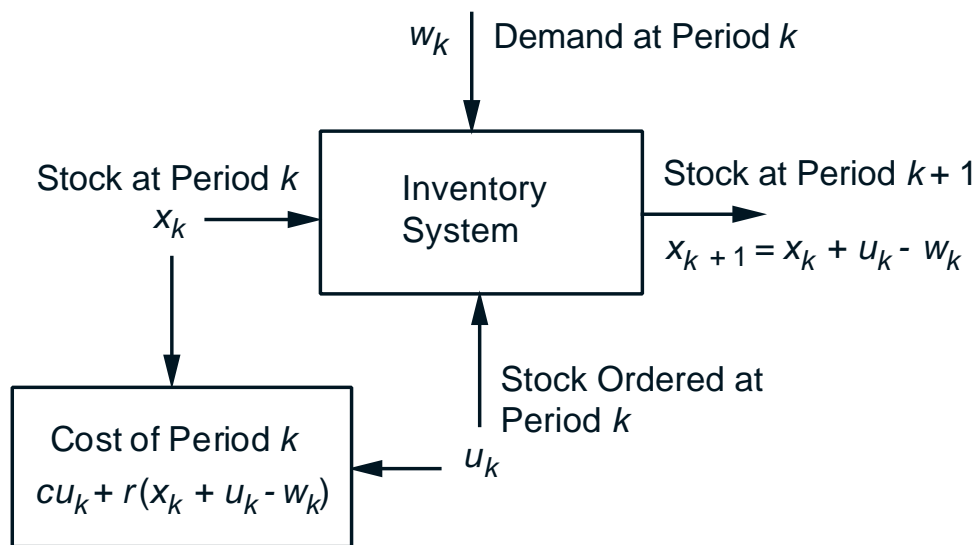 w_k Demand at Period k
Stock at Period k
x_k
Inventory
System
Stock at Period k + 1
x_{k + 1} = x_k + u_k - w_k
Stock Ordered at
Period k
u_k
Cost of Period k
cu_k + r(x_k + u_k - w_k)